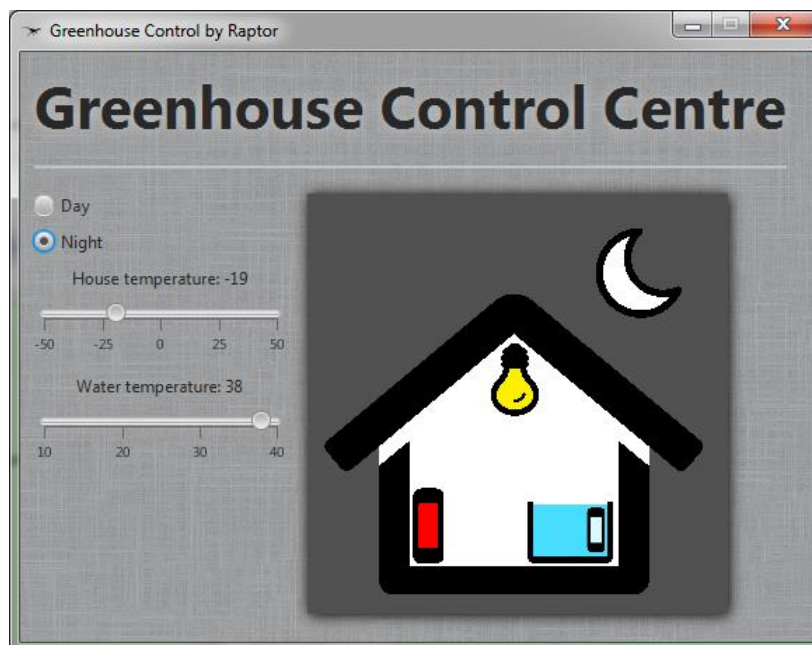 Greenhouse Control by Raptor
Greenhouse Control Centre
Day
Night
House temperature: -19
-50 -25 0 25 50
Water temperature: 38
10 20 30 40